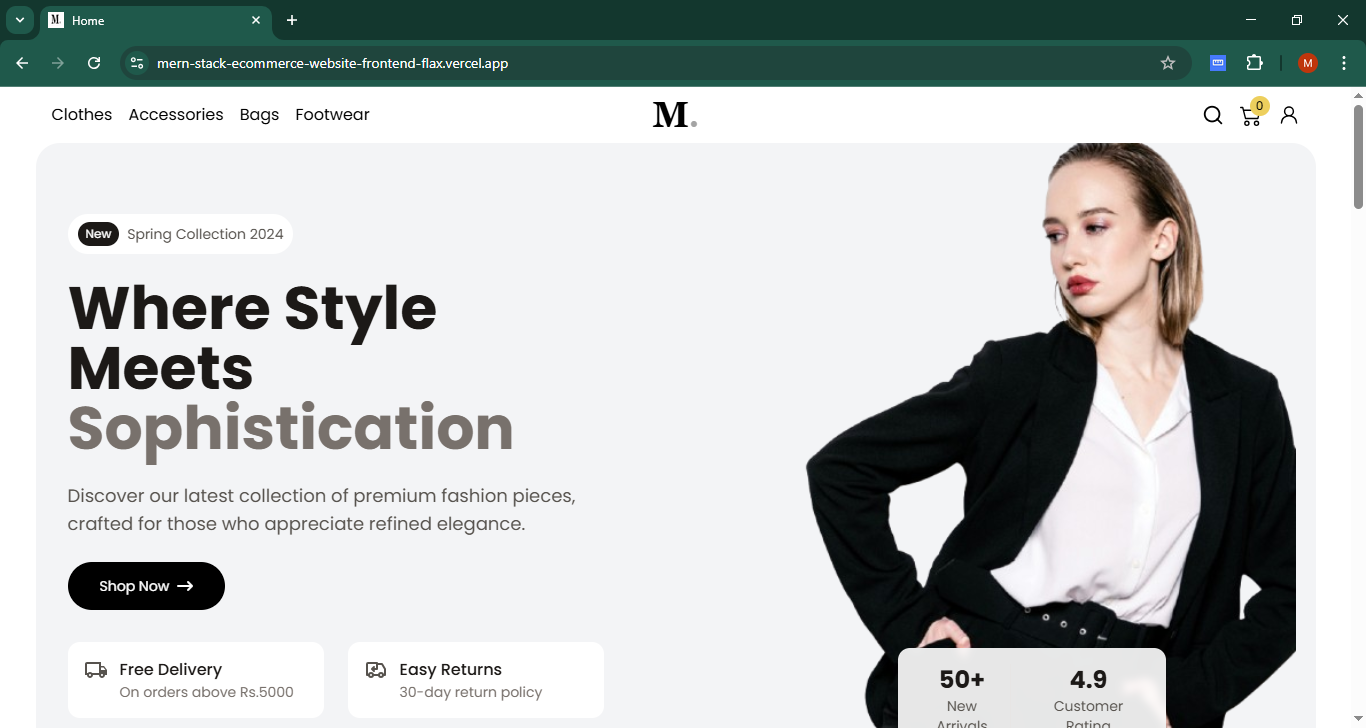 M. Home
mern-stack-ecommerce-website-frontend-flax.vercel.app
M
Clothes Accessories Bags Footwear
M.
0
New Spring Collection 2024
Where Style
Meets
Sophistication
Discover our latest collection of premium fashion pieces,
crafted for those who appreciate refined elegance.
Shop Now →
Free Delivery
On orders above Rs.5000
Easy Returns
30-day return policy
50+
New
Arrivals
4.9
Customer
Rating